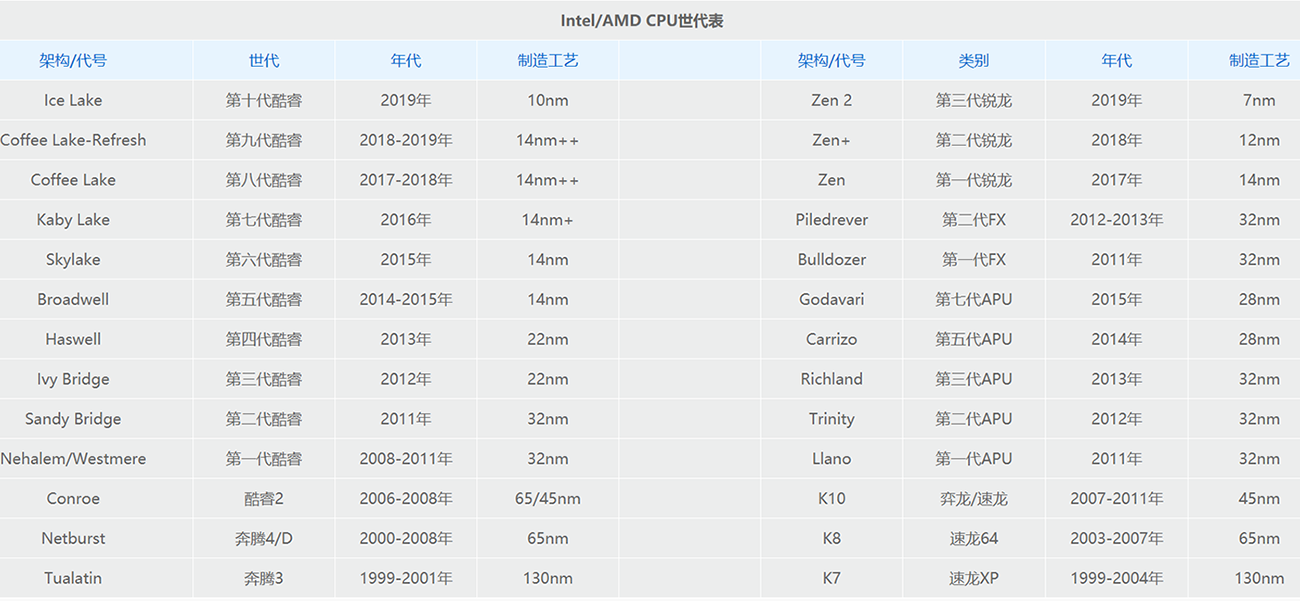 Intel/AMD CPU世代表
架构/代号 世代 年代 制造工艺 架构/代号 类别 年代 制造工艺
Ice Lake 第十代酷睿 2019年 10nm Zen 2 第三代锐龙 2019年 7nm
Coffee Lake-Refresh 第九代酷睿 2018-2019年 14nm++ Zen+ 第二代锐龙 2018年 12nm
Coffee Lake 第八代酷睿 2017-2018年 14nm++ Zen 第一代锐龙 2017年 14nm
Kaby Lake 第七代酷睿 2016年 14nm+ Piledrever 第二代FX 2012-2013年 32nm
Skylake 第六代酷睿 2015年 14nm Bulldozer 第一代FX 2011年 32nm
Broadwell 第五代酷睿 2014-2015年 14nm Godavari 第七代APU 2015年 28nm
Haswell 第四代酷睿 2013年 22nm Carrizo 第五代APU 2014年 28nm
Ivy Bridge 第三代酷睿 2012年 22nm Richland 第三代APU 2013年 32nm
Sandy Bridge 第二代酷睿 2011年 32nm Trinity 第二代APU 2012年 32nm
Nehalem/Westmere 第一代酷睿 2008-2011年 32nm Llano 第一代APU 2011年 32nm
Conroe 酷睿2 2006-2008年 65/45nm K10 弈龙/速龙 2007-2011年 45nm
Netburst 奔腾4/D 2000-2008年 65nm K8 速龙64 2003-2007年 65nm
Tualatin 奔腾3 1999-2001年 130nm K7 速龙XP 1999-2004年 130nm